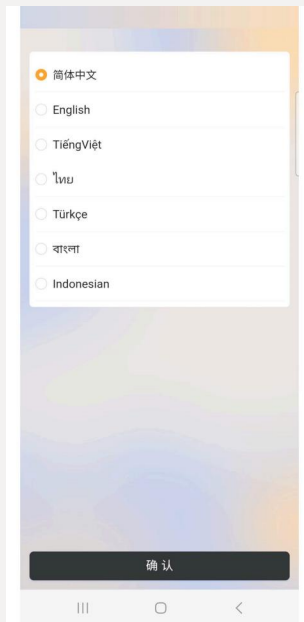 简体中文
English
TiếngViệt
ไทย
Türkçe
বাংলা
Indonesian
确 认